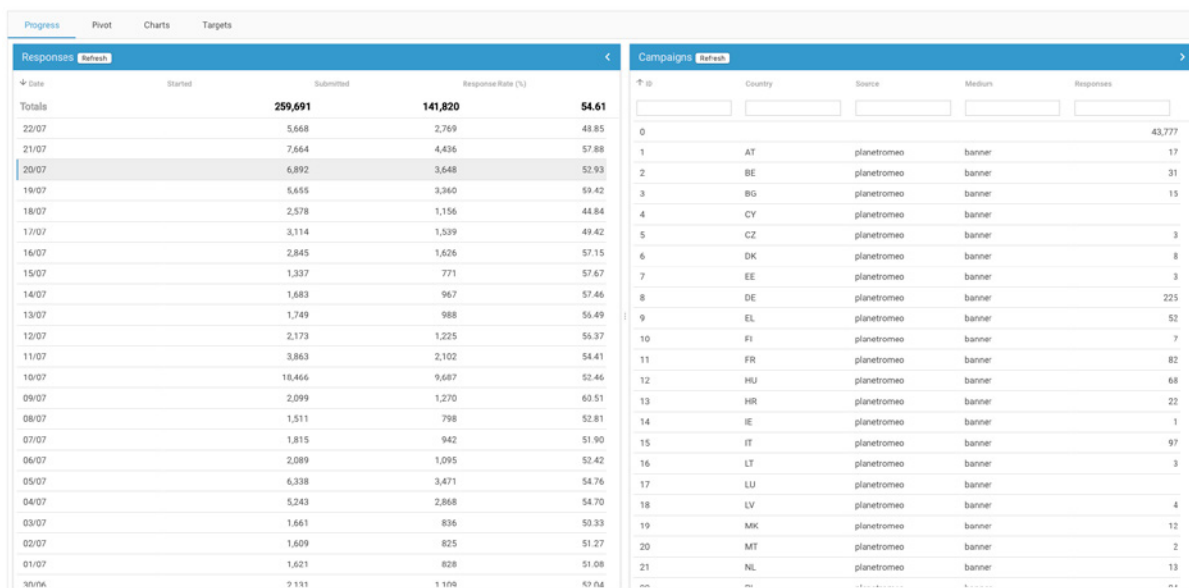 Progress Pivot Charts Targets
Responses Refresh
Date Started Submitted Response Rate (%)
Totals 259,691 141,820 54.61
22/07 5,668 2,769 48.85
21/07 7,664 4,436 57.88
20/07 6,892 3,648 52.93
19/07 5,655 3,360 59.42
18/07 2,578 1,156 44.84
17/07 3,114 1,539 49.42
16/07 2,845 1,626 57.15
15/07 1,337 771 57.67
14/07 1,683 967 57.46
13/07 1,749 988 56.49
12/07 2,173 1,225 56.37
11/07 3,863 2,102 54.41
10/07 18,466 9,687 52.46
09/07 2,099 1,270 60.51
08/07 1,511 798 52.81
07/07 1,815 942 51.90
06/07 2,089 1,095 52.42
05/07 6,338 3,471 54.76
04/07 5,243 2,868 54.70
03/07 1,661 836 50.33
02/07 1,609 825 51.27
01/07 1,621 828 51.08
30/06 2,131 1,109 52.04
Campaigns Refresh
ID Country Source Medium Responses
0 43,777
1 AT planetromeo banner 17
2 BE planetromeo banner 31
3 BG planetromeo banner 15
4 CY planetromeo banner
5 CZ planetromeo banner 3
6 DK planetromeo banner 8
7 EE planetromeo banner 3
8 DE planetromeo banner 225
9 EL planetromeo banner 52
10 FI planetromeo banner 7
11 FR planetromeo banner 82
12 HU planetromeo banner 68
13 HR planetromeo banner 22
14 IE planetromeo banner 1
15 IT planetromeo banner 97
16 LT planetromeo banner 3
17 LU planetromeo banner
18 LV planetromeo banner 4
19 MK planetromeo banner 12
20 MT planetromeo banner 2
21 NL planetromeo banner 13